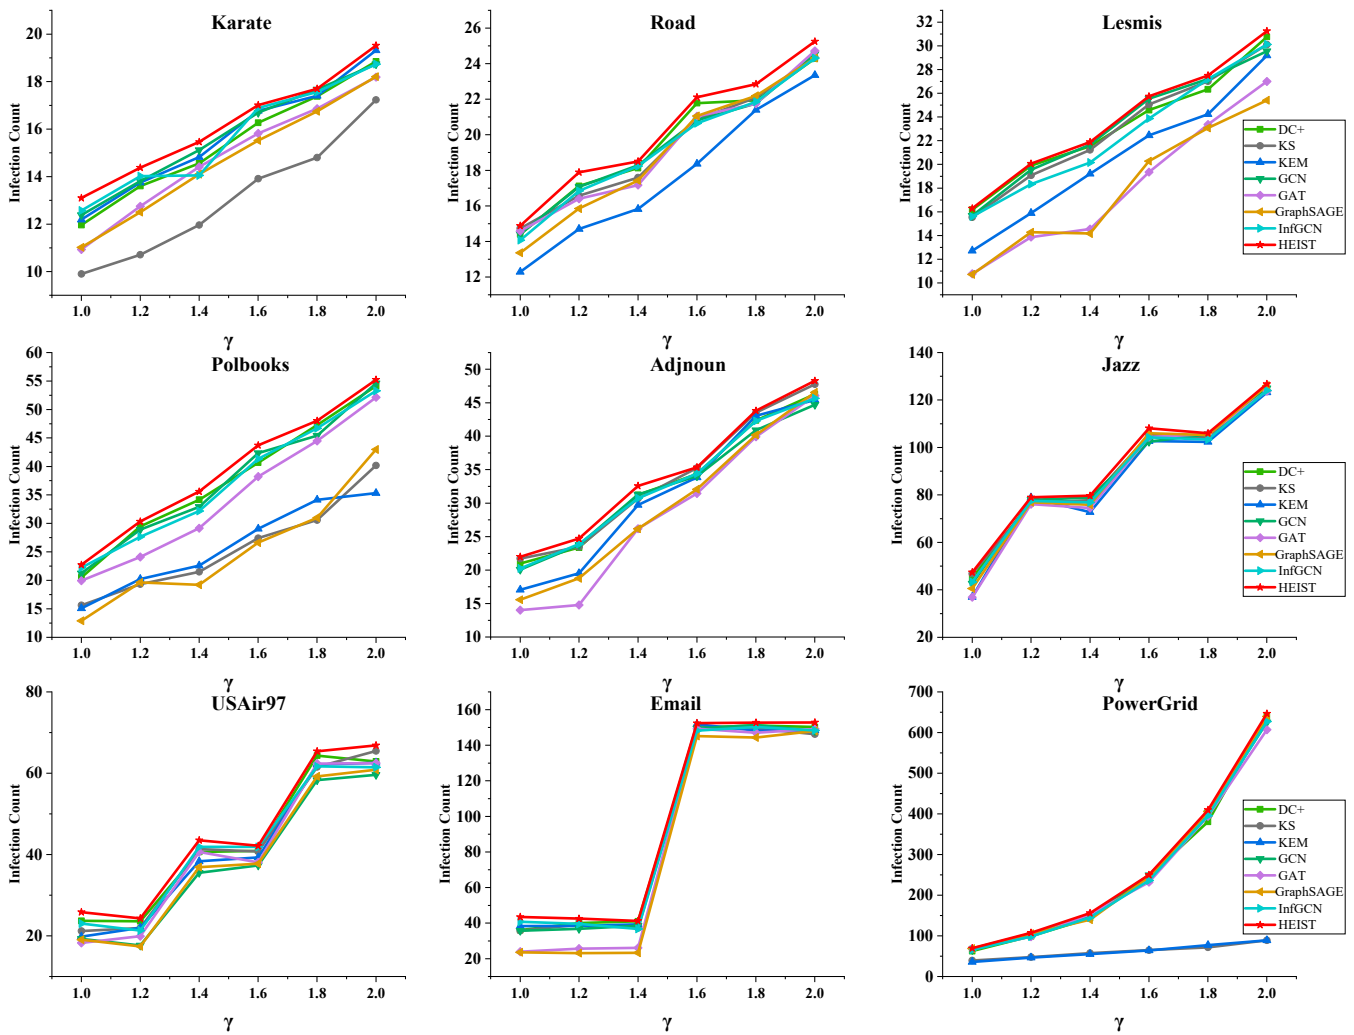 Karate
Infection Count
20
18
16
14
12
10
1.0 1.2 1.4 1.6 1.8 2.0
γ
Road
Infection Count
26
24
22
20
18
16
14
12
1.0 1.2 1.4 1.6 1.8 2.0
γ
Lesmis
Infection Count
32
30
28
26
24
22
20
18
16
14
12
10
1.0 1.2 1.4 1.6 1.8 2.0
γ
DC+
KS
KEM
GCN
GAT
GraphSAGE
InfGCN
HEIST
Polbooks
Infection Count
60
55
50
45
40
35
30
25
20
15
10
1.0 1.2 1.4 1.6 1.8 2.0
γ
Adjnoun
Infection Count
50
45
40
35
30
25
20
15
10
1.0 1.2 1.4 1.6 1.8 2.0
γ
Jazz
Infection Count
140
120
100
80
60
40
20
1.0 1.2 1.4 1.6 1.8 2.0
γ
DC+
KS
KEM
GCN
GAT
GraphSAGE
InfGCN
HEIST
USAir97
Infection Count
80
60
40
20
1.0 1.2 1.4 1.6 1.8 2.0
γ
Email
Infection Count
160
140
120
100
80
60
40
20
1.0 1.2 1.4 1.6 1.8 2.0
γ
PowerGrid
Infection Count
700
600
500
400
300
200
100
0
1.0 1.2 1.4 1.6 1.8 2.0
γ
DC+
KS
KEM
GCN
GAT
GraphSAGE
InfGCN
HEIST